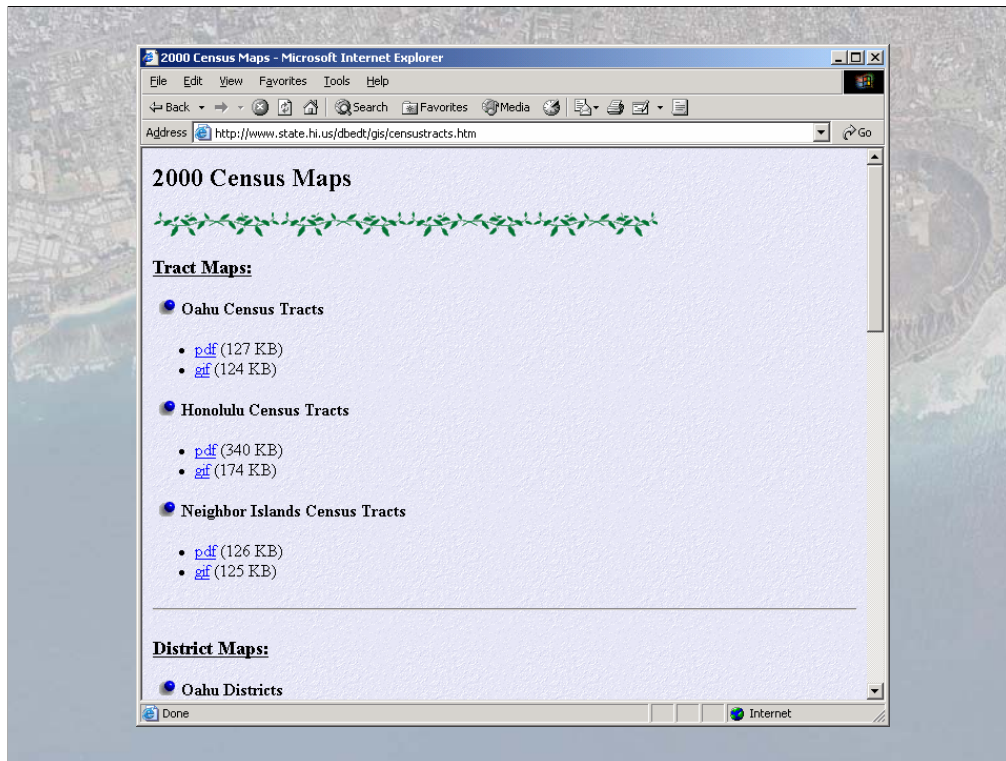 2000 Census Maps - Microsoft Internet Explorer
File Edit View Favorites Tools Help
Back Search Favorites Media
Address http://www.state.hi.us/dbedt/gis/censustracts.htm Go
2000 Census Maps
Tract Maps:
Oahu Census Tracts
pdf (127 KB)
gif (124 KB)
Honolulu Census Tracts
pdf (340 KB)
gif (174 KB)
Neighbor Islands Census Tracts
pdf (126 KB)
gif (125 KB)
District Maps:
Oahu Districts
Done Internet